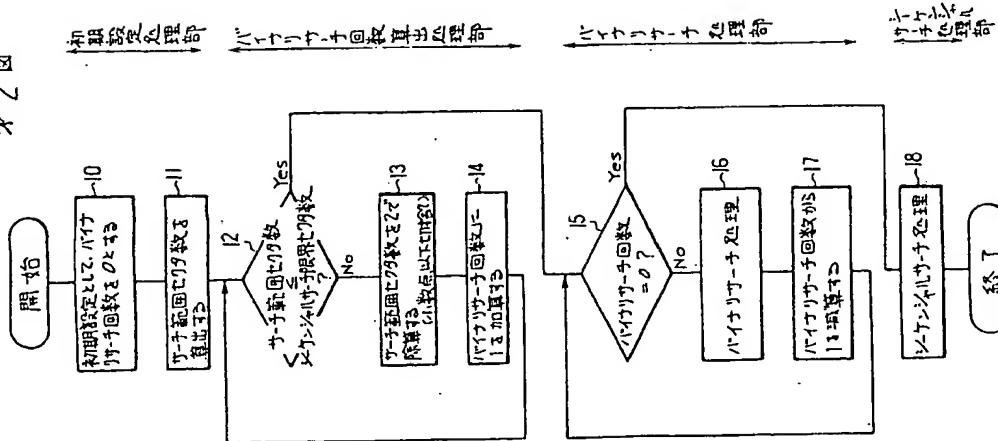 才2図
開始
初期設定として、バイナ
リサーチ回数を0とする
10
サーチ範囲セクタ数を
算出する
11
サーチ範囲セクタ数
≦
シーケンシャルサーチ限界セクタ数
?
12
Yes
No
サーチ範囲セクタ数を2で
除算する
(小数点以下切捨て)
13
バイナリサーチ回数に
1を加算する
14
バイナリサーチ回数
=0?
15
Yes
No
バイナリサーチ処理
16
バイナリサーチ回数から
1を減算する
17
シーケンシャルサーチ処理
18
終了
初期設定処理部
バイナリサーチ回数算出処理部
バイナリサーチ処理部
シーケンシャル
サーチ処理部